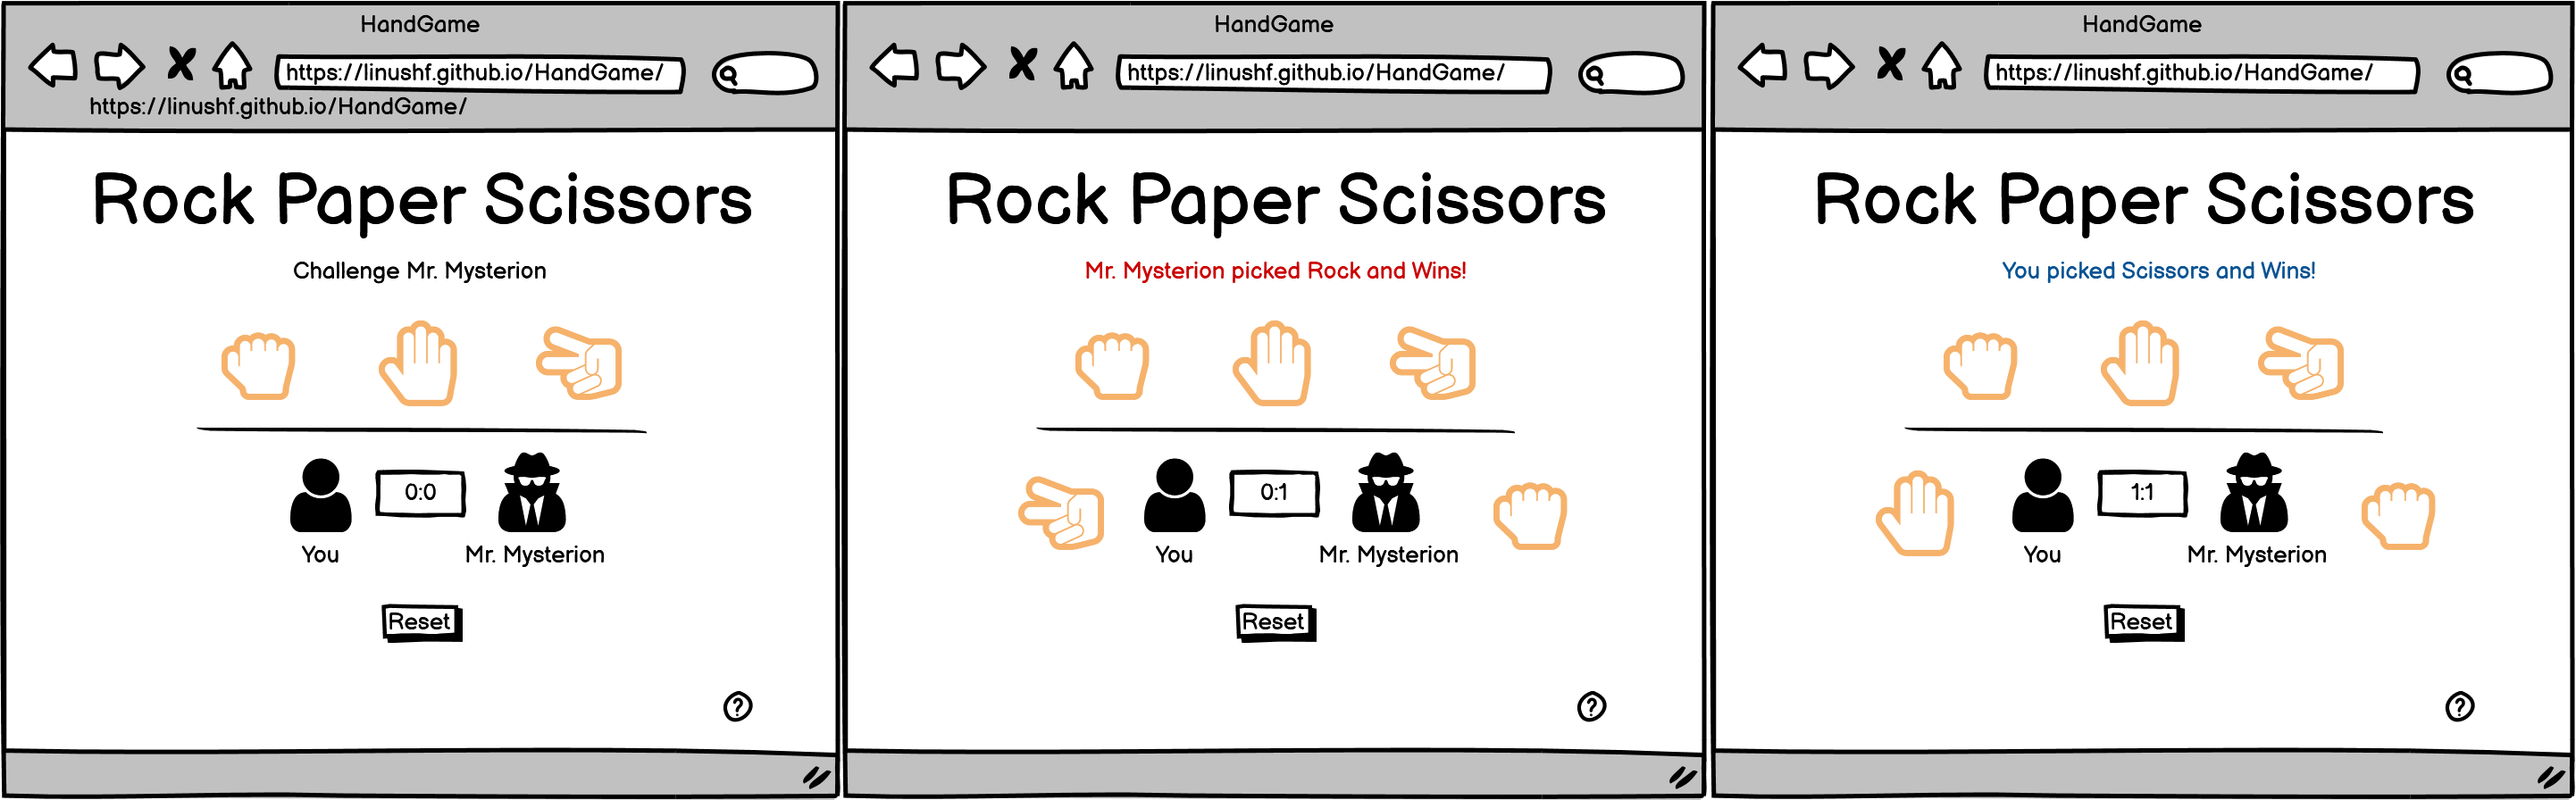 HandGame
https://linushf.github.io/HandGame/
https://linushf.github.io/HandGame/
Rock Paper Scissors
Challenge Mr. Mysterion
0:0
You
Mr. Mysterion
Reset
?
HandGame
https://linushf.github.io/HandGame/
Rock Paper Scissors
Mr. Mysterion picked Rock and Wins!
0:1
You
Mr. Mysterion
Reset
?
HandGame
https://linushf.github.io/HandGame/
Rock Paper Scissors
You picked Scissors and Wins!
1:1
You
Mr. Mysterion
Reset
?